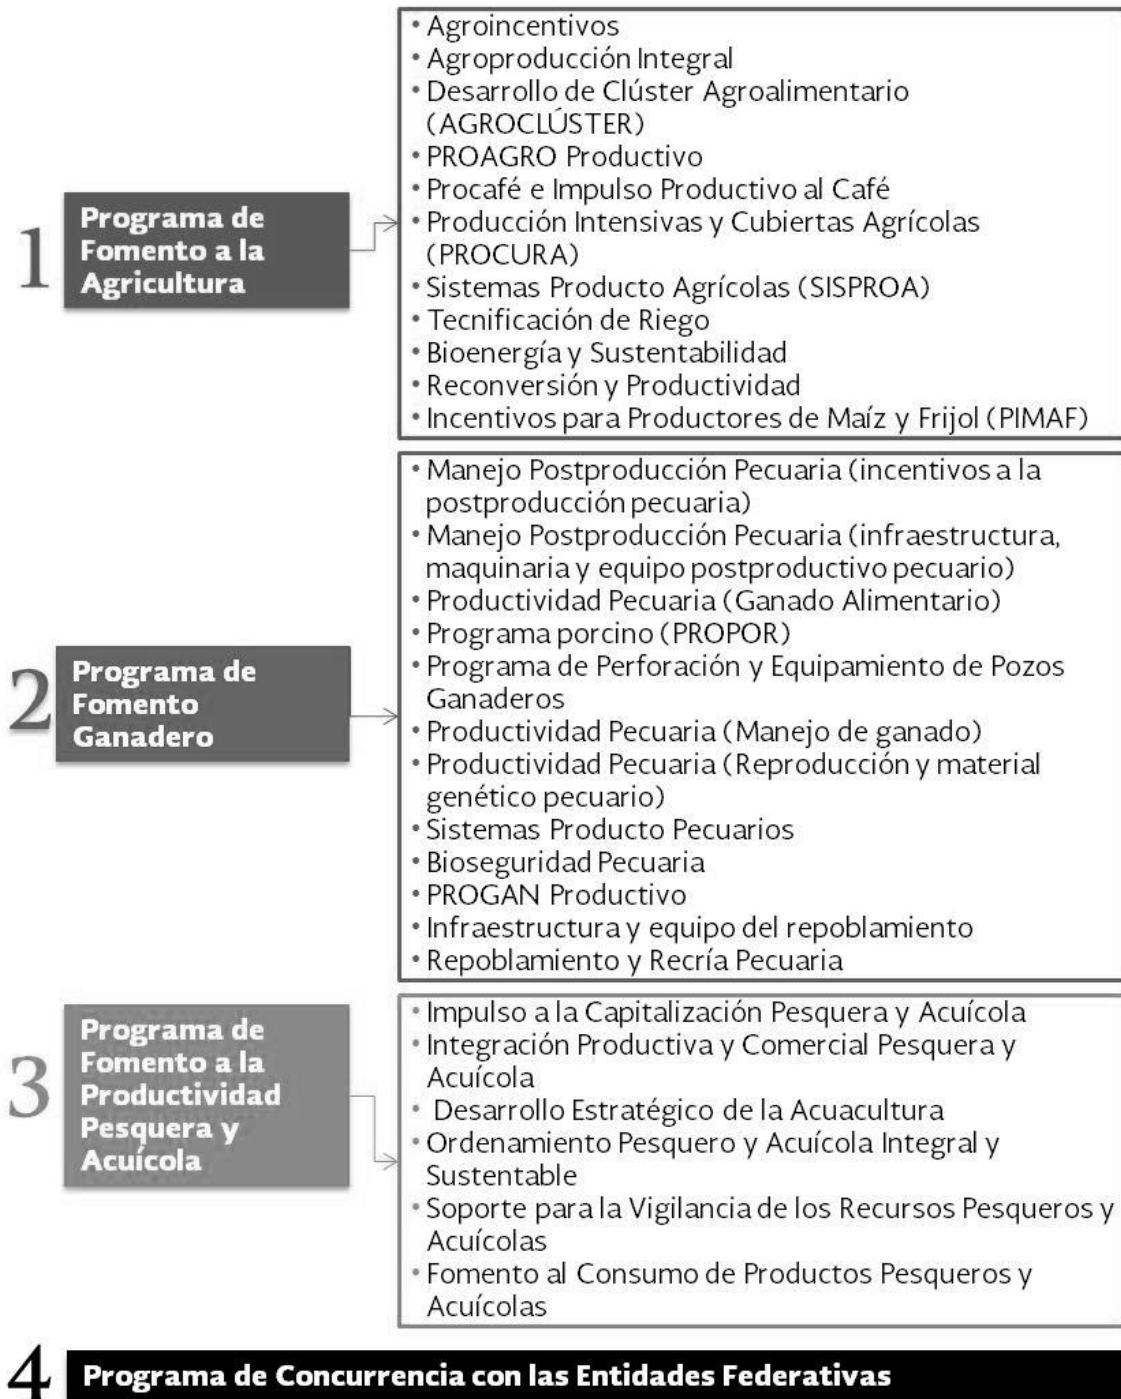 1
Programa de
Fomento a la
Agricultura
• Agroincentivos
• Agroproducción Integral
• Desarrollo de Clúster Agroalimentario
(AGROCLÚSTER)
• PROAGRO Productivo
• Procafé e Impulso Productivo al Café
• Producción Intensivas y Cubiertas Agrícolas
(PROCURA)
• Sistemas Producto Agrícolas (SISPROA)
• Tecnificación de Riego
• Bioenergía y Sustentabilidad
• Reconversión y Productividad
• Incentivos para Productores de Maíz y Frijol (PIMAF)
2
Programa de
Fomento
Ganadero
• Manejo Postproducción Pecuaria (incentivos a la
postproducción pecuaria)
• Manejo Postproducción Pecuaria (infraestructura,
maquinaria y equipo postproductivo pecuario)
• Productividad Pecuaria (Ganado Alimentario)
• Programa porcino (PROPOR)
• Programa de Perforación y Equipamiento de Pozos
Ganaderos
• Productividad Pecuaria (Manejo de ganado)
• Productividad Pecuaria (Reproducción y material
genético pecuario)
• Sistemas Producto Pecuarios
• Bioseguridad Pecuaria
• PROGAN Productivo
• Infraestructura y equipo del repoblamiento
• Repoblamiento y Recría Pecuaria
3
Programa de
Fomento a la
Productividad
Pesquera y
Acuícola
• Impulso a la Capitalización Pesquera y Acuícola
• Integración Productiva y Comercial Pesquera y
Acuícola
• Desarrollo Estratégico de la Acuacultura
• Ordenamiento Pesquero y Acuícola Integral y
Sustentable
• Soporte para la Vigilancia de los Recursos Pesqueros y
Acuícolas
• Fomento al Consumo de Productos Pesqueros y
Acuícolas
4
Programa de Concurrencia con las Entidades Federativas